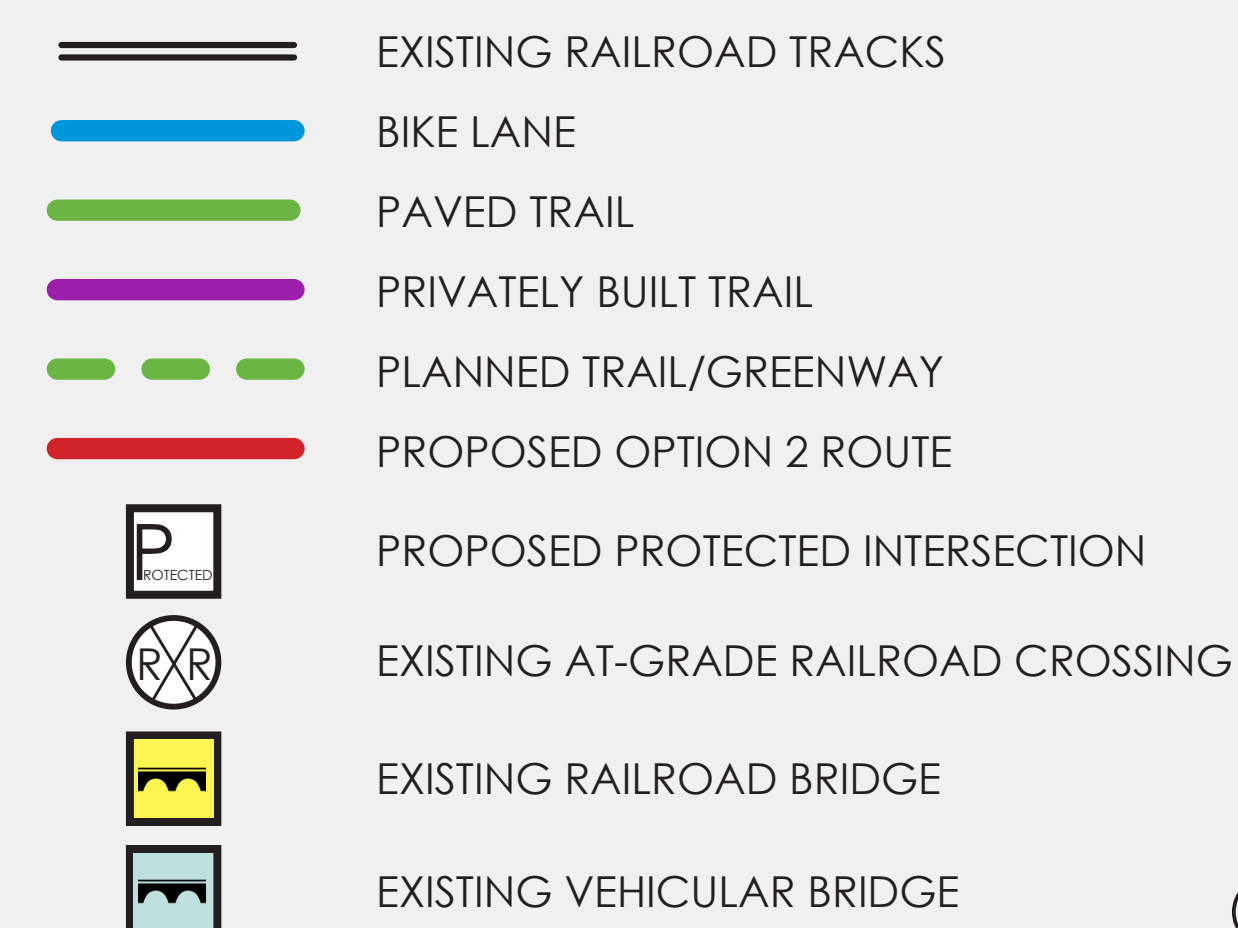 EXISTING RAILROAD TRACKS
BIKE LANE
PAVED TRAIL
PRIVATELY BUILT TRAIL
PLANNED TRAIL/GREENWAY
PROPOSED OPTION 2 ROUTE
PROTECTED PROPOSED PROTECTED INTERSECTION
RXR EXISTING AT-GRADE RAILROAD CROSSING
EXISTING RAILROAD BRIDGE
EXISTING VEHICULAR BRIDGE